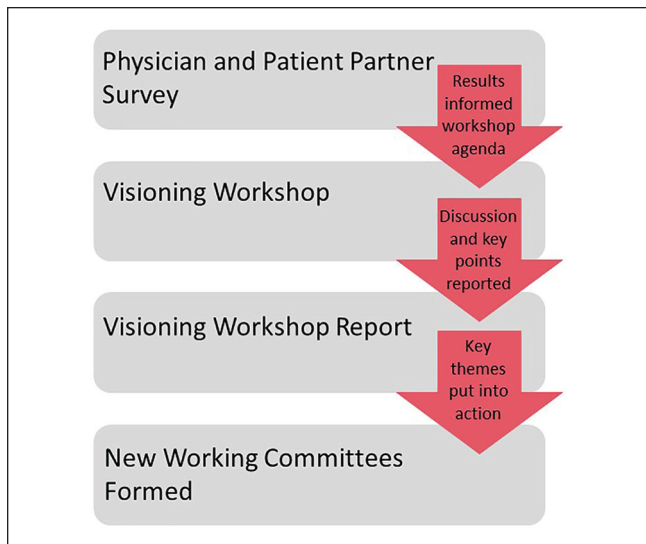 Physician and Patient Partner
Survey
Results
informed
workshop
agenda
Visioning Workshop
Discussion
and key
points
reported
Visioning Workshop Report
Key
themes
put into
action
New Working Committees
Formed